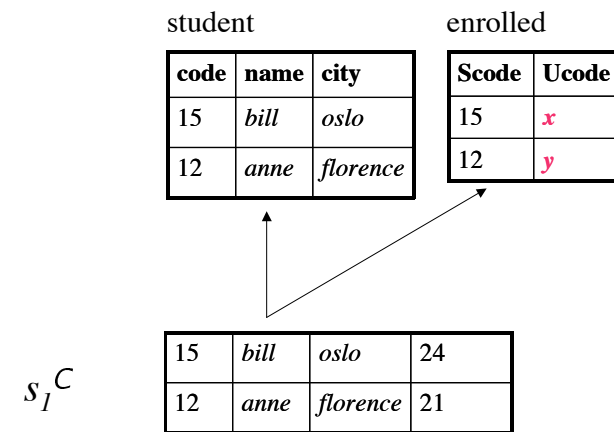 student enrolled
code name city Scode Ucode
15 bill oslo 15 x
12 anne florence 12 y
15 bill oslo 24
s1C 12 anne florence 21